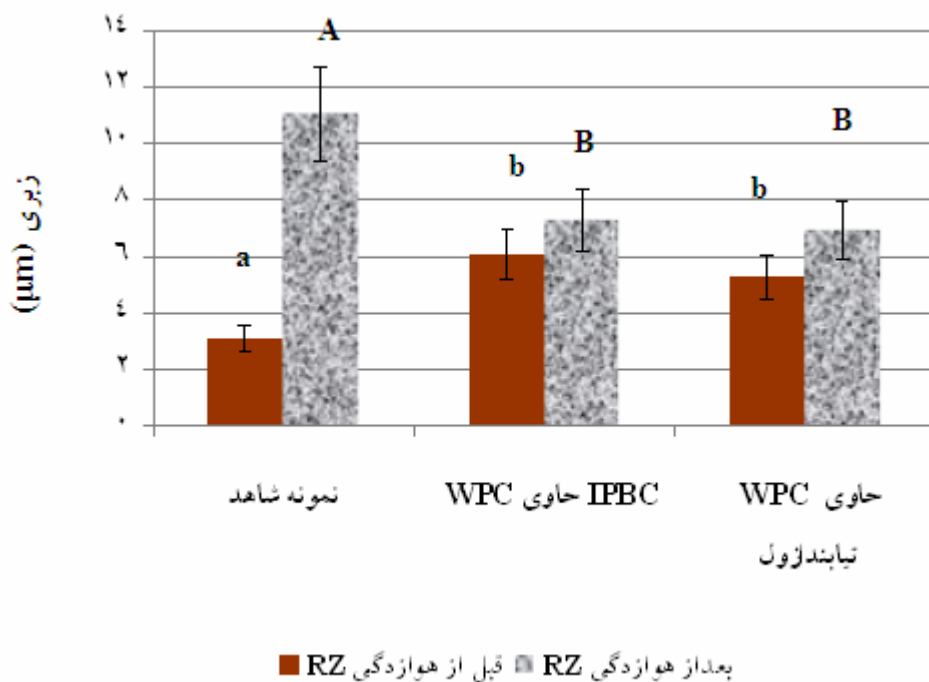 ۱۴
۱۲
۱۰
۸
۶
۴
۲
۰
زبری (µm)
A
a
b
B
b
B
نمونه شاهد
WPC حاوی IPBC
WPC حاوی
تیابندازول
RZ قبل از هوازدگی RZ بعداز هوازدگی